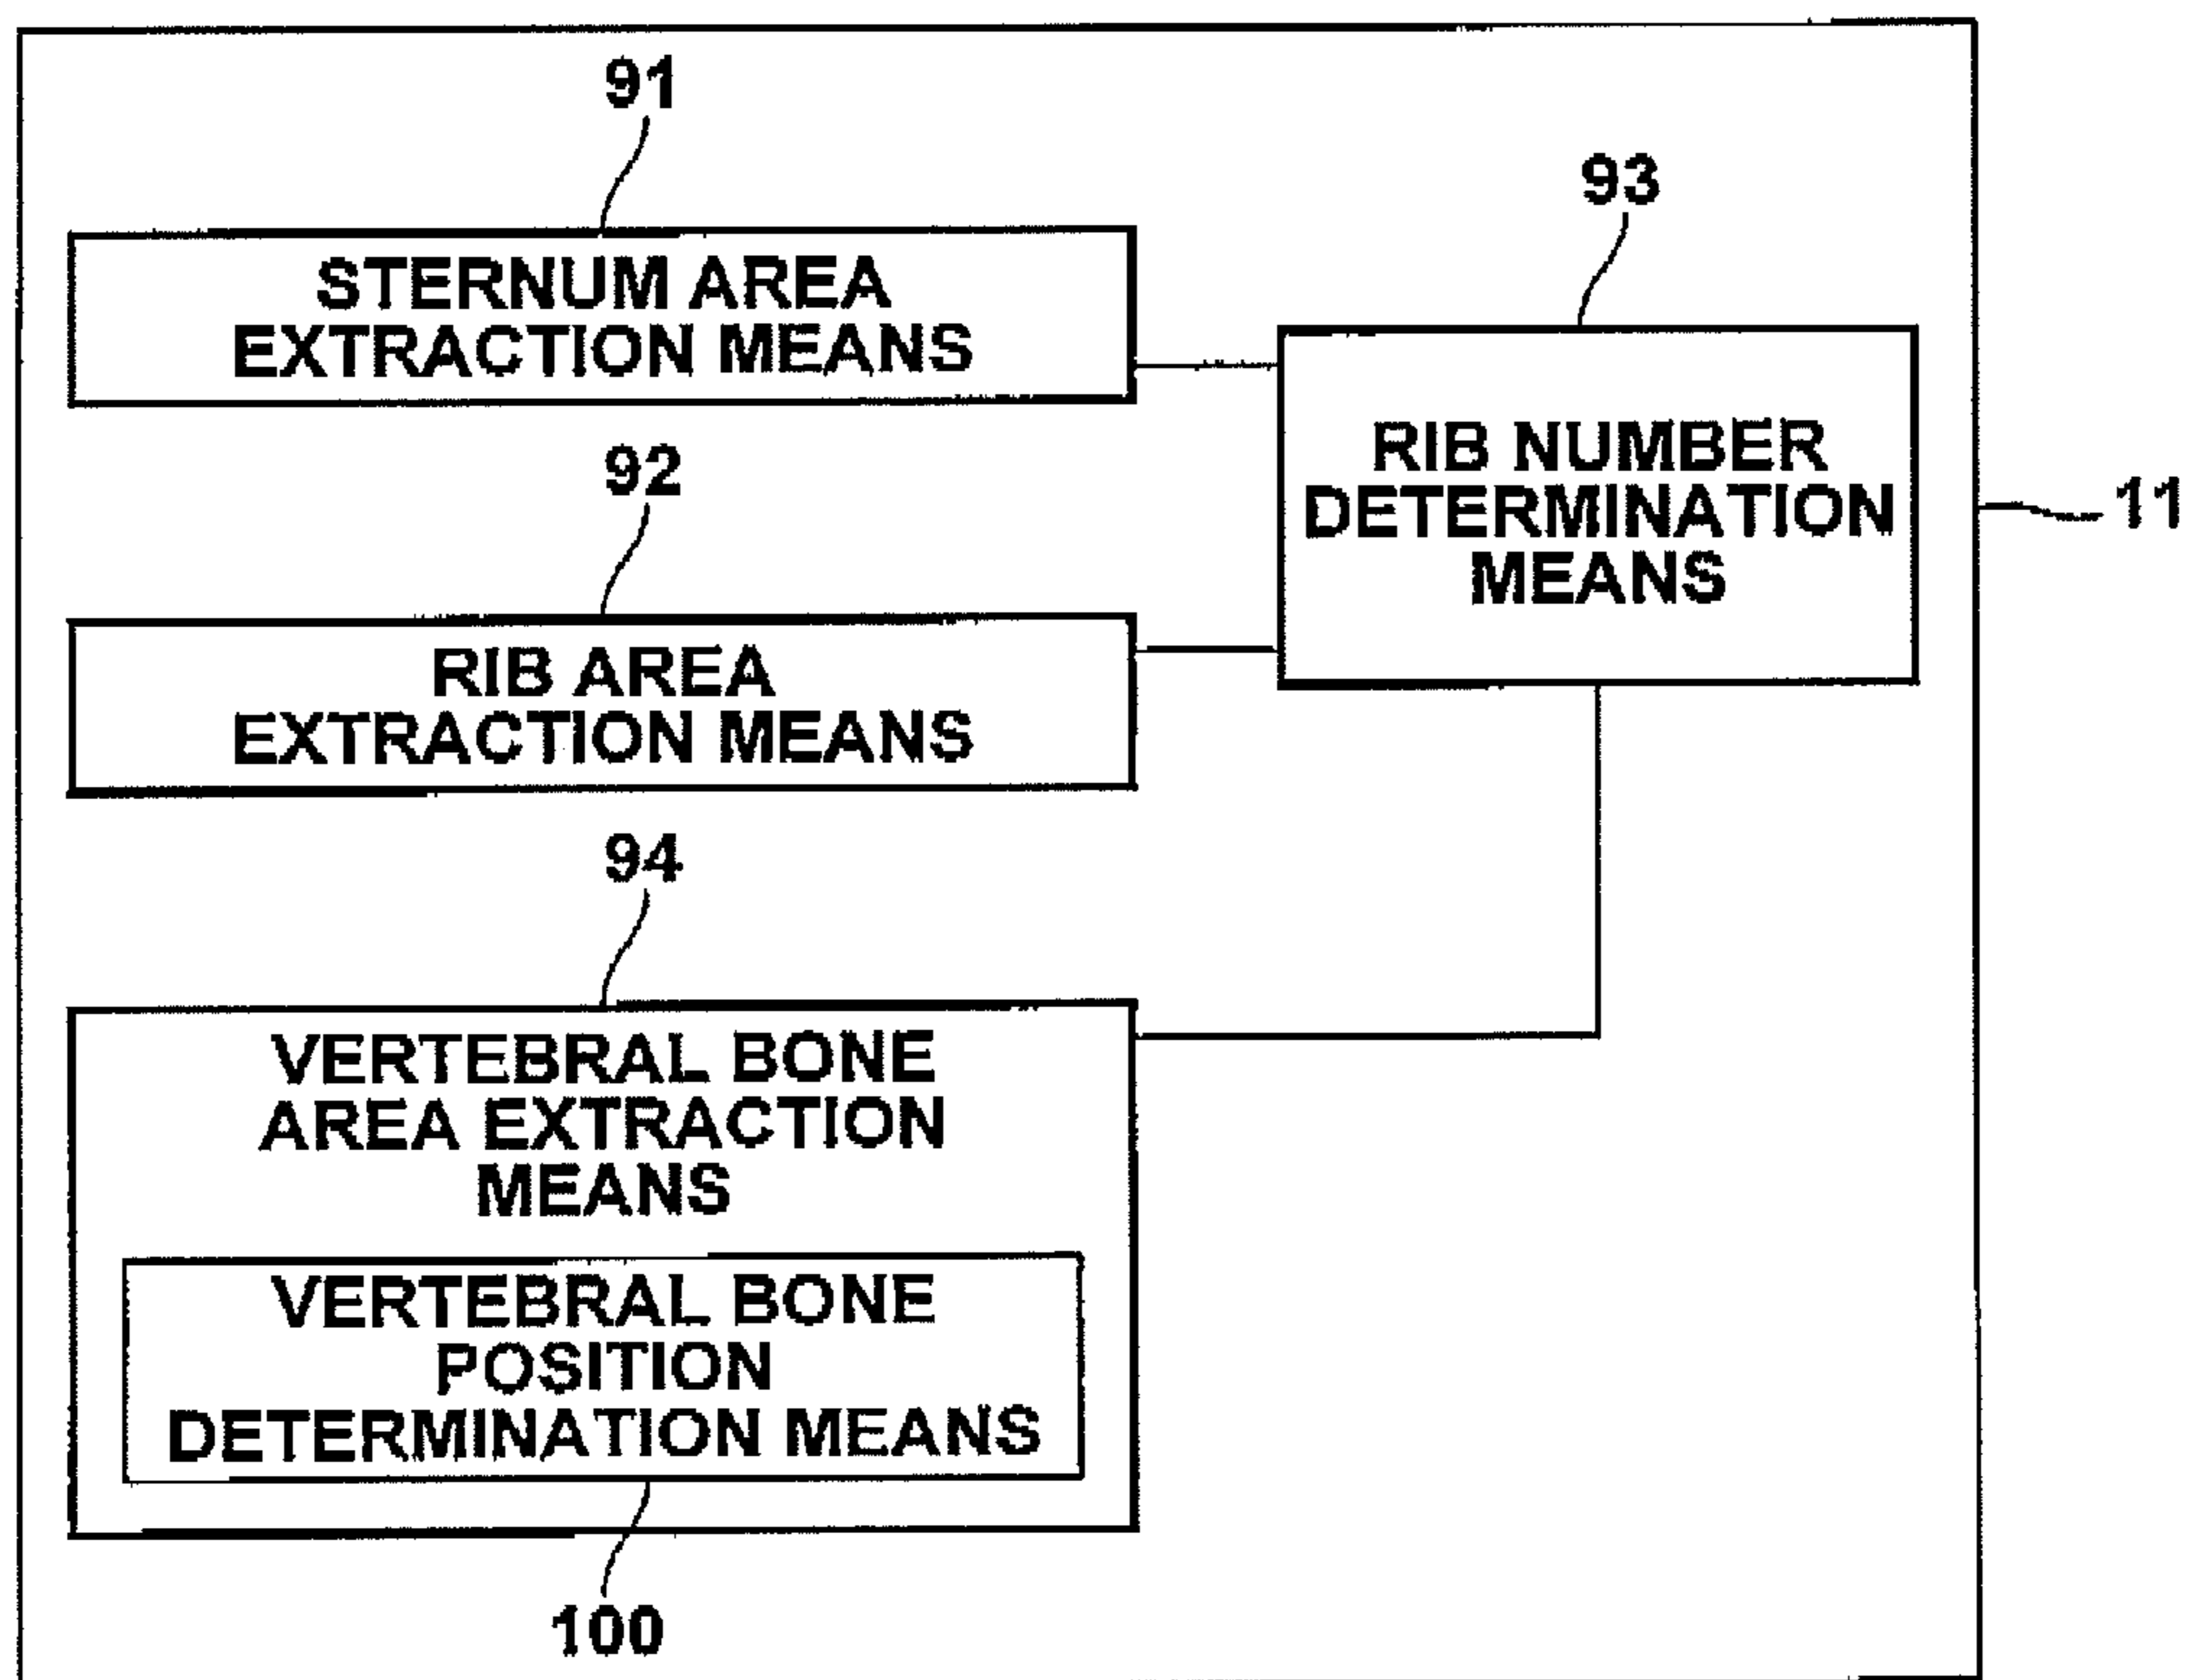 91
STERNUM AREA
EXTRACTION MEANS
93
RIB NUMBER
DETERMINATION
MEANS
11
92
RIB AREA
EXTRACTION MEANS
94
VERTEBRAL BONE
AREA EXTRACTION
MEANS
VERTEBRAL BONE
POSITION
DETERMINATION MEANS
100